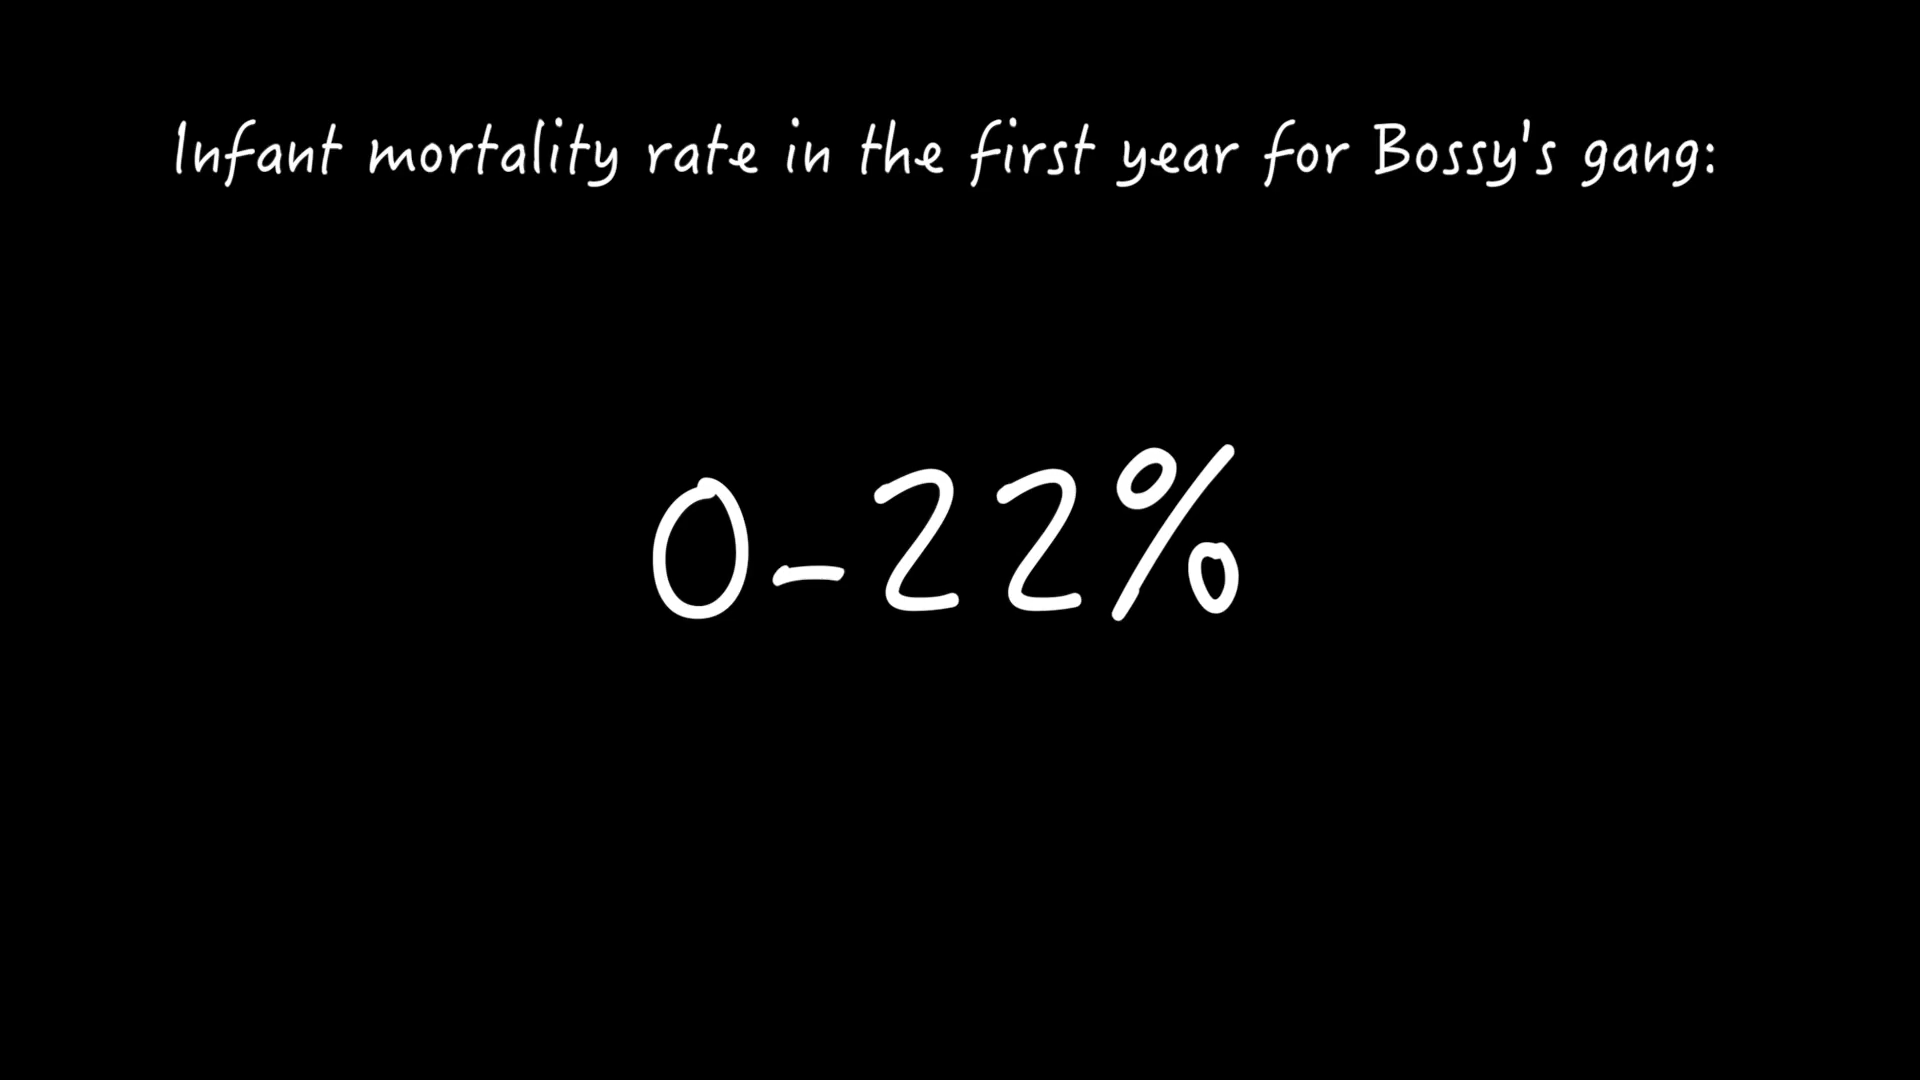 Infant mortality rate in the first year for Bossy's gang:
0-22%